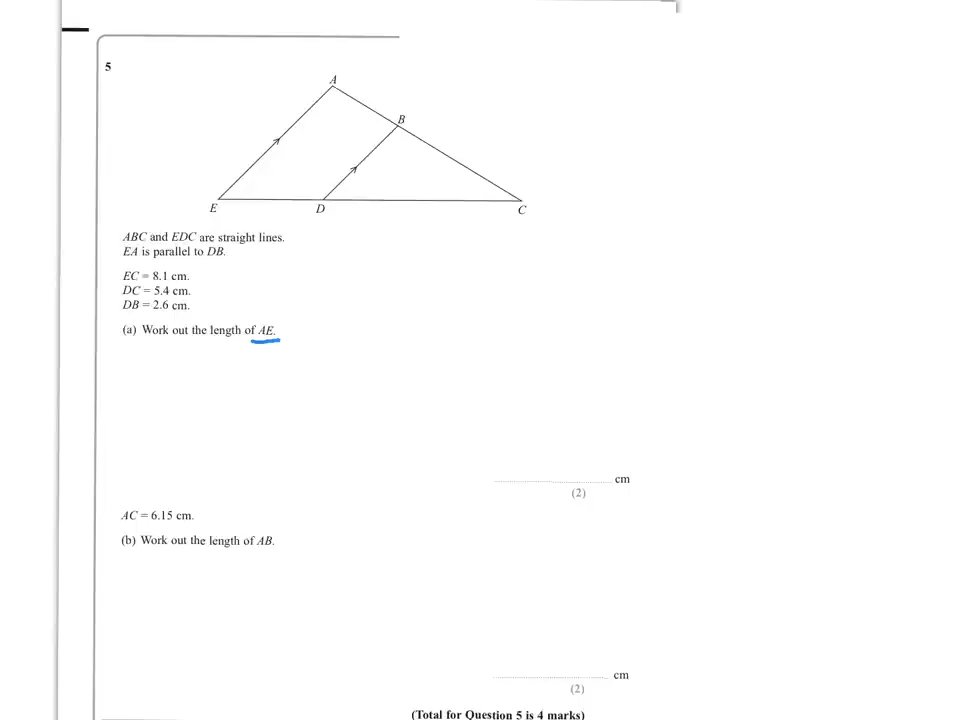 5
A
B
E
D
C
ABC and EDC are straight lines.
EA is parallel to DB.
EC = 8.1 cm.
DC = 5.4 cm.
DB = 2.6 cm.
(a) Work out the length of AE.
cm
(2)
AC = 6.15 cm.
(b) Work out the length of AB.
cm
(2)
(Total for Question 5 is 4 marks)